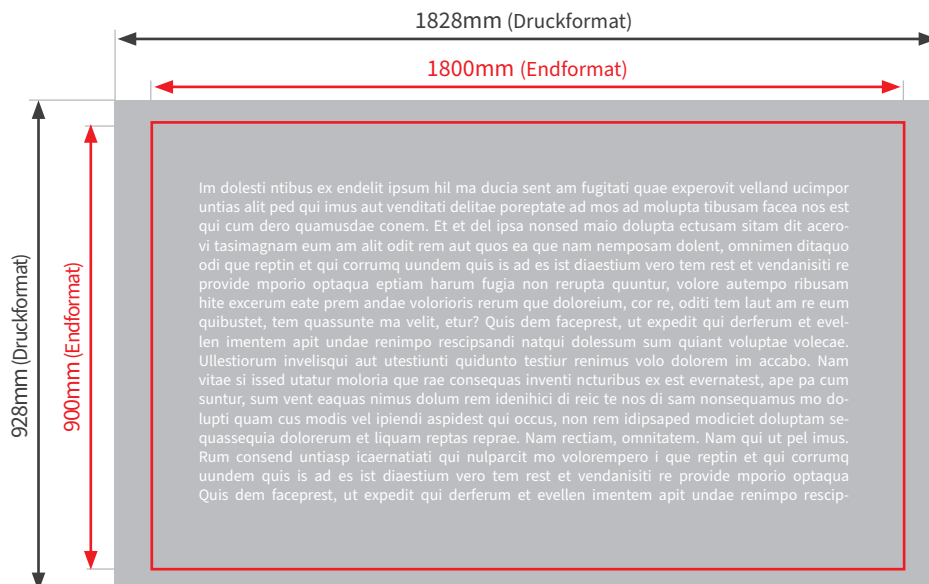 1828mm (Druckformat)
1800mm (Endformat)
928mm (Druckformat)
900mm (Endformat)
Im dolesti ntibus ex endelit ipsum hil ma ducia sent am fugitati quae experovit velland ucimpor
untias alit ped qui imus aut venditati delitae poreptate ad mos ad molupta tibusam facea nos est
qui cum dero quamusdae conem. Et et del ipsa nonsed maio dolupta ectusam sitam dit acero-
vi tasimagnam eum am alit odit rem aut quos ea que nam nemposam dolent, omnimen ditaquo
odi que reptin et qui corrumq uundem quis is ad es ist diaestium vero tem rest et vendanisiti re
provide mporio optaqua eptiam harum fugia non rerupta quuntur, volore autempo ribusam
hite excerum eate prem andae volorioris rerum que doloreium, cor re, oditi tem laut am re eum
quibustet, tem quassunte ma velit, etur? Quis dem faceprest, ut expedit qui derferum et evel-
len imentem apit undae renimpo rescipsandi natqui dolessum sum quiant voluptae volecae.
Ullestiorum invelisqui aut utestiunti quidunto testiur renimus volo dolorem im accabo. Nam
vitae si issed utatur moloria que rae consequas inventi ncturibus ex est evernatest, ape pa cum
suntur, sum vent eaquas nimus dolum rem idenihici di reic te nos di sam nonsequamus mo do-
lupti quam cus modis vel ipiendi aspidest qui occus, non rem idipsaped modiciet doluptam se-
quassequia dolorerum et liquam reptas reprae. Nam rectiam, omnitatem. Nam qui ut pel imus.
Rum consend untiasp icaernatiati qui nulparcit mo volorempero i que reptin et qui corrumq
uundem quis is ad es ist diaestium vero tem rest et vendanisiti re provide mporio optaqua
Quis dem faceprest, ut expedit qui derferum et evellen imentem apit undae renimpo rescip-